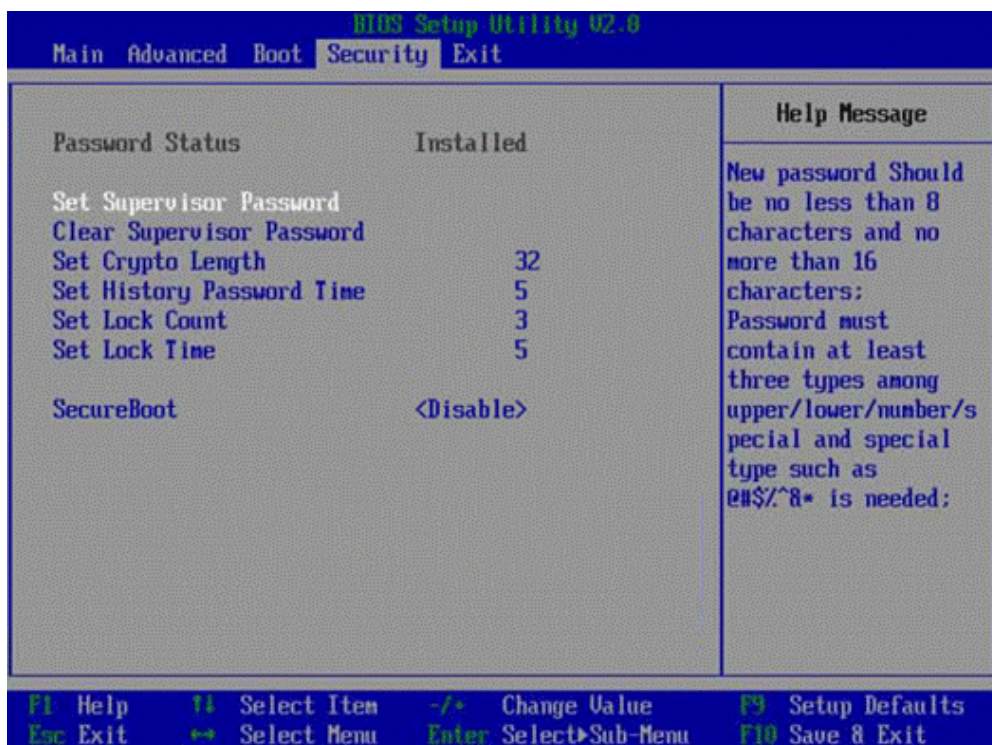 BIOS Setup Utility V2.0
Main Advanced Boot Security Exit
Password Status Installed
Set Supervisor Password
Clear Supervisor Password
Set Crypto Length 32
Set History Password Time 5
Set Lock Count 3
Set Lock Time 5
SecureBoot <Disable>
Help Message
New password Should
be no less than 8
characters and no
more than 16
characters;
Password must
contain at least
three types among
upper/lower/number/s
pecial and special
type such as
@#$%^&* is needed;
F1 Help ↑↓ Select Item -/+ Change Value F9 Setup Defaults
Esc Exit ↔ Select Menu Enter Select▶Sub-Menu F10 Save & Exit